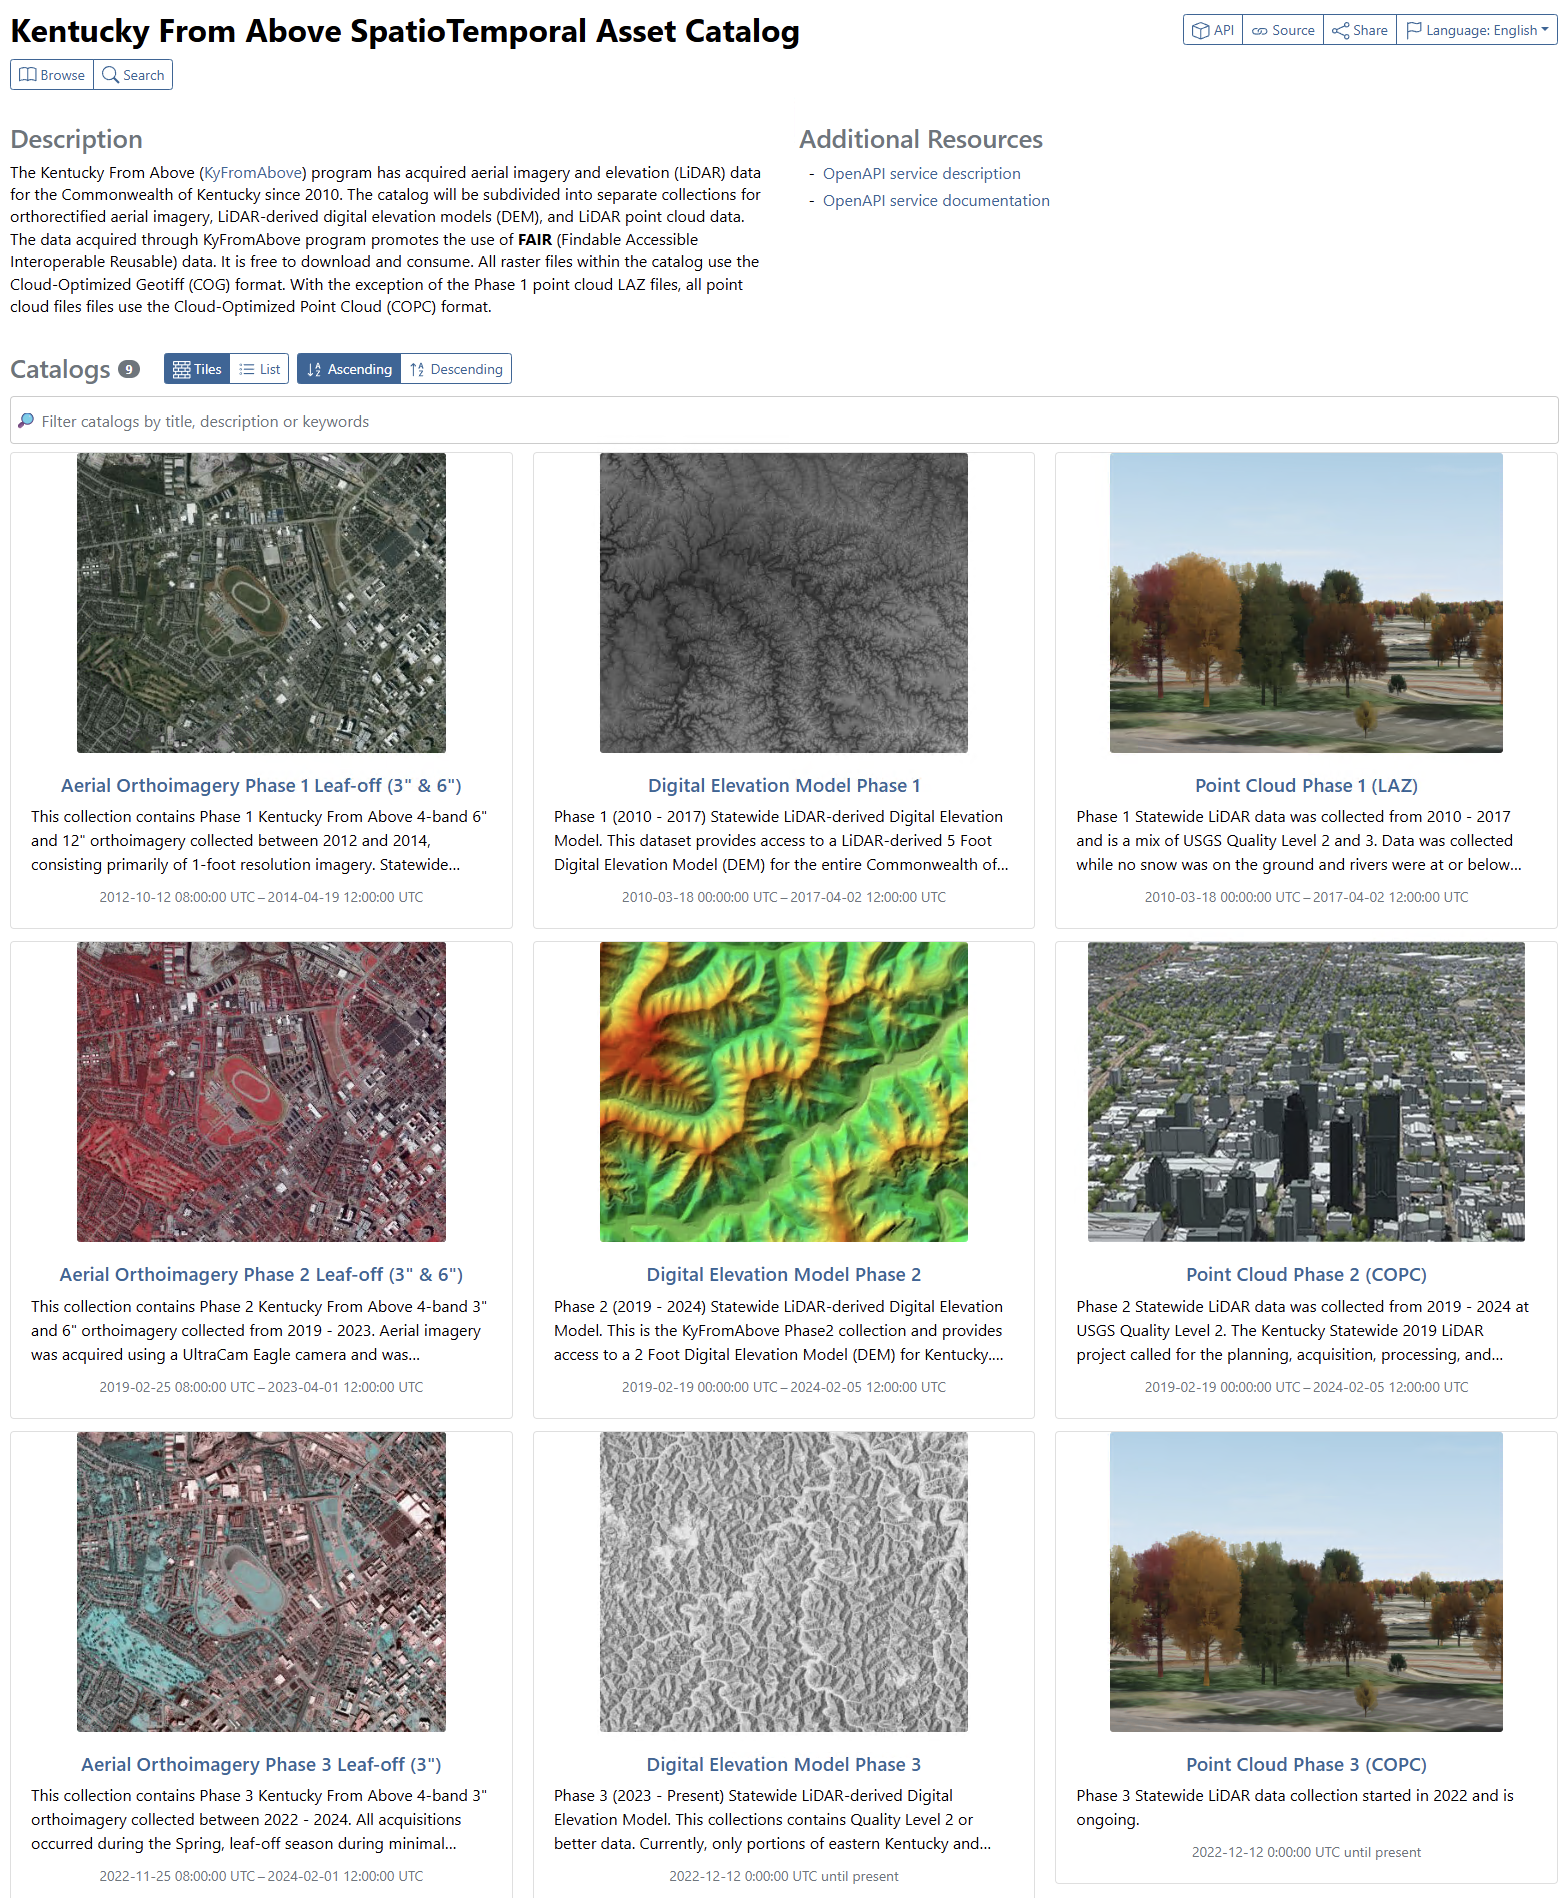 Kentucky From Above SpatioTemporal Asset Catalog
API
Source
Share
Language: English
Browse
Search
Description
The Kentucky From Above (KyFromAbove) program has acquired aerial imagery and elevation (LiDAR) data
for the Commonwealth of Kentucky since 2010. The catalog will be subdivided into separate collections for
orthorectified aerial imagery, LiDAR-derived digital elevation models (DEM), and LiDAR point cloud data.
The data acquired through KyFromAbove program promotes the use of FAIR (Findable Accessible
Interoperable Reusable) data. It is free to download and consume. All raster files within the catalog use the
Cloud-Optimized Geotiff (COG) format. With the exception of the Phase 1 point cloud LAZ files, all point
cloud files files use the Cloud-Optimized Point Cloud (COPC) format.
Additional Resources
- OpenAPI service description
- OpenAPI service documentation
Catalogs 9
Tiles
List
Ascending
Descending
Filter catalogs by title, description or keywords
Aerial Orthoimagery Phase 1 Leaf-off (3" & 6")
This collection contains Phase 1 Kentucky From Above 4-band 6"
and 12" orthoimagery collected between 2012 and 2014,
consisting primarily of 1-foot resolution imagery. Statewide...
2012-10-12 08:00:00 UTC – 2014-04-19 12:00:00 UTC
Digital Elevation Model Phase 1
Phase 1 (2010 - 2017) Statewide LiDAR-derived Digital Elevation
Model. This dataset provides access to a LiDAR-derived 5 Foot
Digital Elevation Model (DEM) for the entire Commonwealth of...
2010-03-18 00:00:00 UTC – 2017-04-02 12:00:00 UTC
Point Cloud Phase 1 (LAZ)
Phase 1 Statewide LiDAR data was collected from 2010 - 2017
and is a mix of USGS Quality Level 2 and 3. Data was collected
while no snow was on the ground and rivers were at or below...
2010-03-18 00:00:00 UTC – 2017-04-02 12:00:00 UTC
Aerial Orthoimagery Phase 2 Leaf-off (3" & 6")
This collection contains Phase 2 Kentucky From Above 4-band 3"
and 6" orthoimagery collected from 2019 - 2023. Aerial imagery
was acquired using a UltraCam Eagle camera and was...
2019-02-25 08:00:00 UTC – 2023-04-01 12:00:00 UTC
Digital Elevation Model Phase 2
Phase 2 (2019 - 2024) Statewide LiDAR-derived Digital Elevation
Model. This is the KyFromAbove Phase2 collection and provides
access to a 2 Foot Digital Elevation Model (DEM) for Kentucky....
2019-02-19 00:00:00 UTC – 2024-02-05 12:00:00 UTC
Point Cloud Phase 2 (COPC)
Phase 2 Statewide LiDAR data was collected from 2019 - 2024 at
USGS Quality Level 2. The Kentucky Statewide 2019 LiDAR
project called for the planning, acquisition, processing, and...
2019-02-19 00:00:00 UTC – 2024-02-05 12:00:00 UTC
Aerial Orthoimagery Phase 3 Leaf-off (3")
This collection contains Phase 3 Kentucky From Above 4-band 3"
orthoimagery collected between 2022 - 2024. All acquisitions
occurred during the Spring, leaf-off season during minimal...
2022-11-25 08:00:00 UTC – 2024-02-01 12:00:00 UTC
Digital Elevation Model Phase 3
Phase 3 (2023 - Present) Statewide LiDAR-derived Digital
Elevation Model. This collections contains Quality Level 2 or
better data. Currently, only portions of eastern Kentucky and...
2022-12-12 0:00:00 UTC until present
Point Cloud Phase 3 (COPC)
Phase 3 Statewide LiDAR data collection started in 2022 and is
ongoing.
2022-12-12 0:00:00 UTC until present